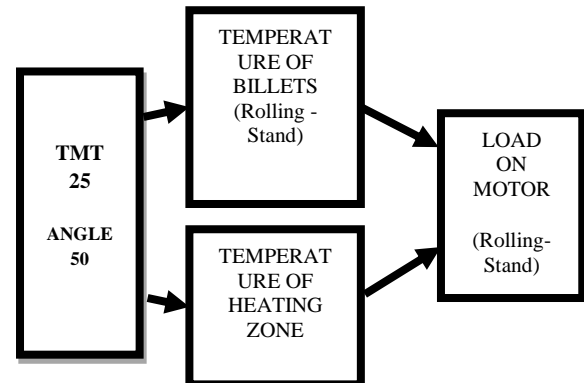 TMT
25
ANGLE
50
TEMPERAT
URE OF
BILLETS
(Rolling -
Stand)
TEMPERAT
URE OF
HEATING
ZONE
LOAD
ON
MOTOR
(Rolling-
Stand)